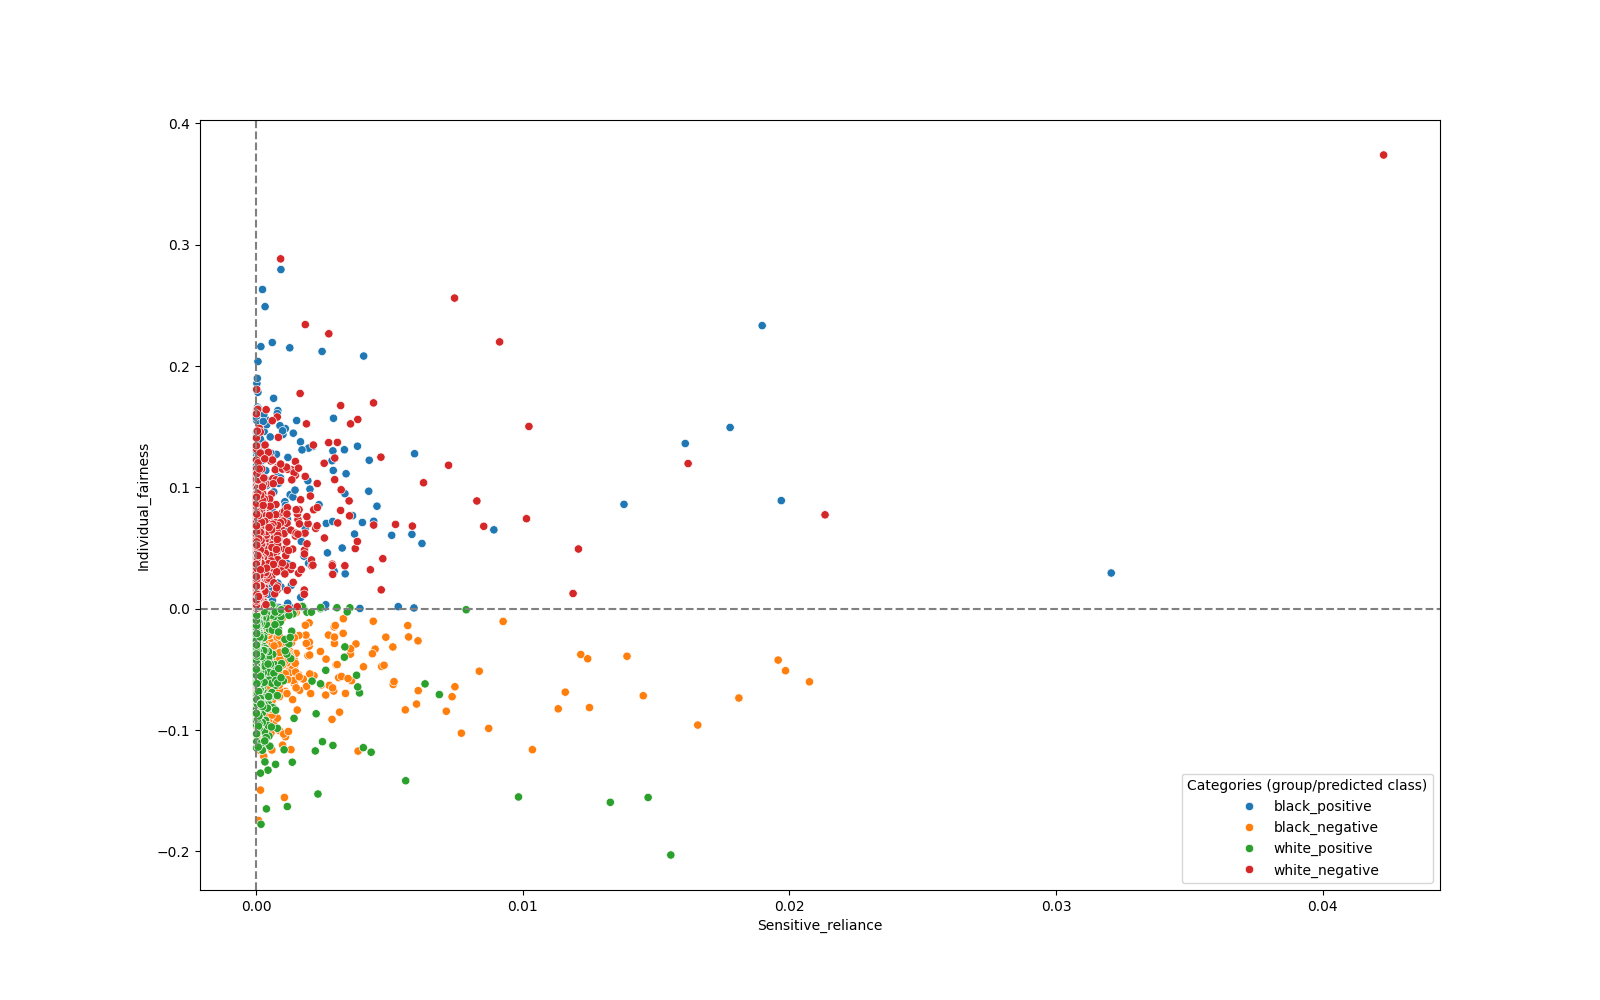 0.4
0.3
0.2
0.1
0.0
−0.1
−0.2
Individual_fairness
0.00
0.01
0.02
0.03
0.04
Sensitive_reliance
Categories (group/predicted class)
black_positive
black_negative
white_positive
white_negative